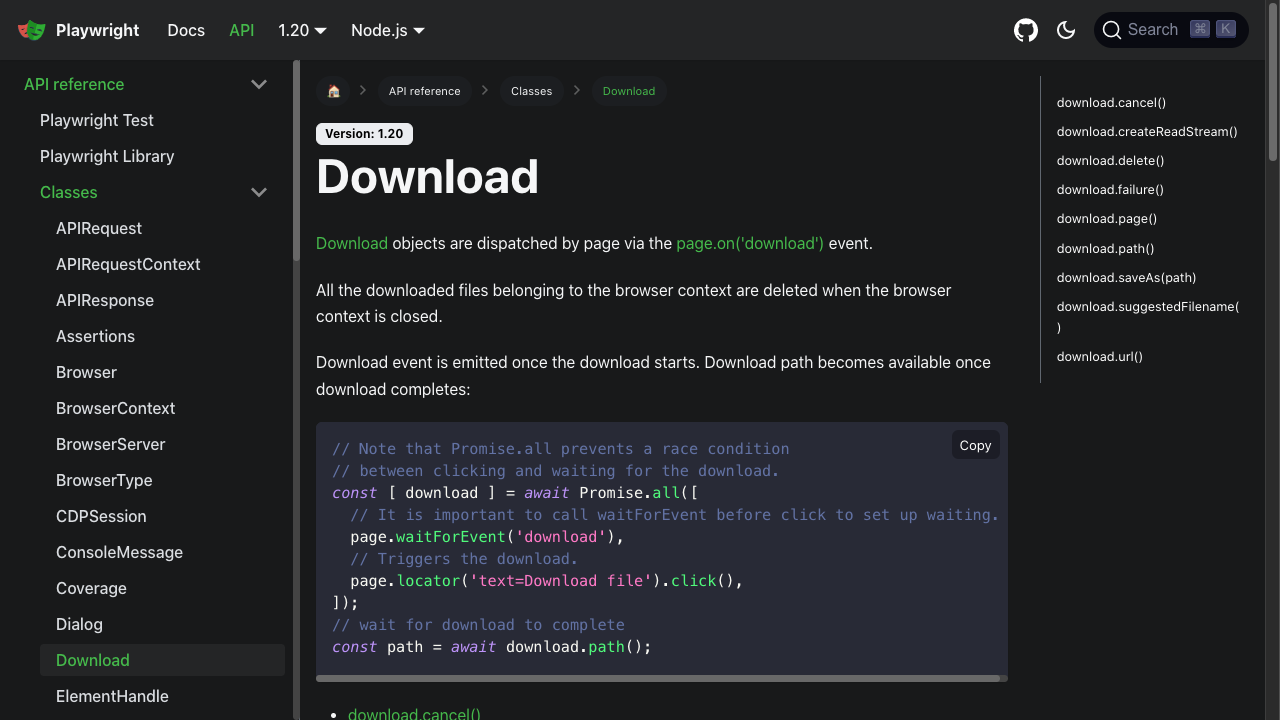 Playwright
Docs
API
1.20
Node.js
Search
⌘ K
API reference
Playwright Test
Playwright Library
Classes
APIRequest
APIRequestContext
APIResponse
Assertions
Browser
BrowserContext
BrowserServer
BrowserType
CDPSession
ConsoleMessage
Coverage
Dialog
Download
ElementHandle
API reference
Classes
Download
Version: 1.20
Download
Download objects are dispatched by page via the page.on('download') event.
All the downloaded files belonging to the browser context are deleted when the browser
context is closed.
Download event is emitted once the download starts. Download path becomes available once
download completes:
Copy
// Note that Promise.all prevents a race condition
// between clicking and waiting for the download.
const [ download ] = await Promise.all([
  // It is important to call waitForEvent before click to set up waiting.
  page.waitForEvent('download'),
  // Triggers the download.
  page.locator('text=Download file').click(),
]);
// wait for download to complete
const path = await download.path();
• download.cancel()
download.cancel()
download.createReadStream()
download.delete()
download.failure()
download.page()
download.path()
download.saveAs(path)
download.suggestedFilename(
)
download.url()